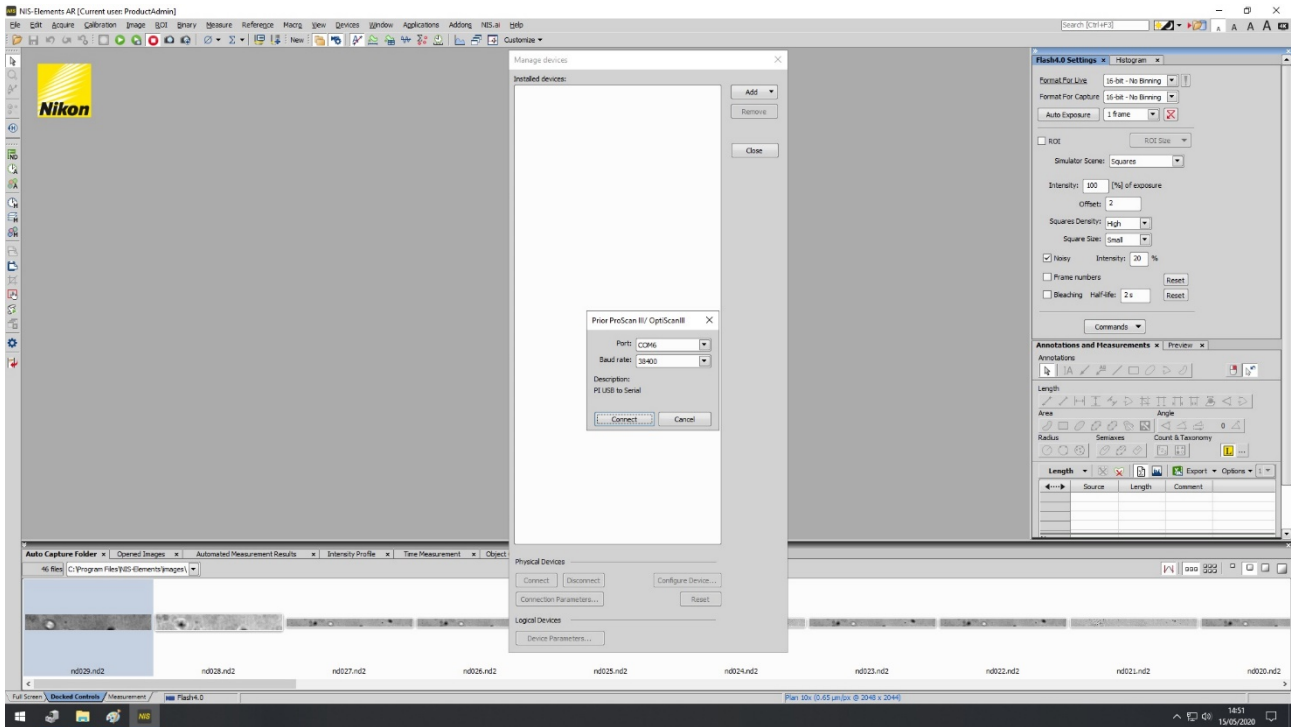 NIS-Elements AR [Current user: ProductAdmin]
File Edit Acquire Calibration Image ROI Binary Measure Reference Macro View Devices Window Applications Addons NIS.ai Help
Search [Ctrl+F3]
A A A
New
Customize
Nikon
Manage devices
Installed devices:
Add
Remove
Close
Prior ProScan III/ OptiScanIII
Port: COM6
Baud rate: 38400
Description:
PI USB to Serial
Connect Cancel
Physical Devices
Connect Disconnect Configure Device...
Connection Parameters... Reset
Logical Devices
Device Parameters...
Flash4.0 Settings x Histogram x
Format For Live 16-bit - No Binning
Format For Capture 16-bit - No Binning
Auto Exposure 1 frame
ROI ROI Size
Simulator Scene: Squares
Intensity: 100 [%] of exposure
Offset: 2
Squares Density: High
Square Size: Small
Noisy Intensity: 20 %
Frame numbers Reset
Bleaching Half-life: 2 s Reset
Commands
Annotations and Measurements x Preview x
Annotations
Length
Area Angle
0
Radius Semiaxes Count & Taxonomy
L ...
Length Export Options 1
Source Length Comment
Auto Capture Folder x Opened Images x Automated Measurement Results x Intensity Profile x Time Measurement x Object
46 files C:\Program Files\NIS-Elements\images\
nd029.nd2 nd028.nd2 nd027.nd2 nd026.nd2 nd025.nd2 nd024.nd2 nd023.nd2 nd022.nd2 nd021.nd2 nd020.nd2
Full Screen Docked Controls Measurement Flash4.0
Plan 10x (0.65 µm/px @ 2048 x 2044)
NIS
14:51
15/05/2020